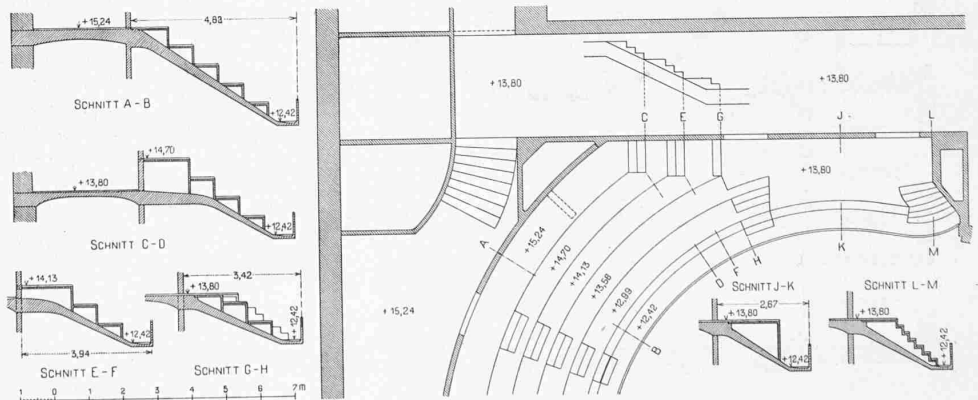 +15,24
4,82
+12,42
SCHNITT A-B
+14,70
+13,80
+12,42
SCHNITT C-D
+14,13
+12,42
3,94
SCHNITT E-F
3,42
+13,80
+12,42
SCHNITT G-H
1 0 1 2 3 4 5 6 7m
+13,80
+13,80
C E G J L
+13,80
A
+15,24
+14,70
+14,13
+13,58
+12,99
+12,42
B
D F H
K
M
+15,24
SCHNITT J-K
2,67
+13,80
+12,42
SCHNITT L-M
+13,80
+12,42